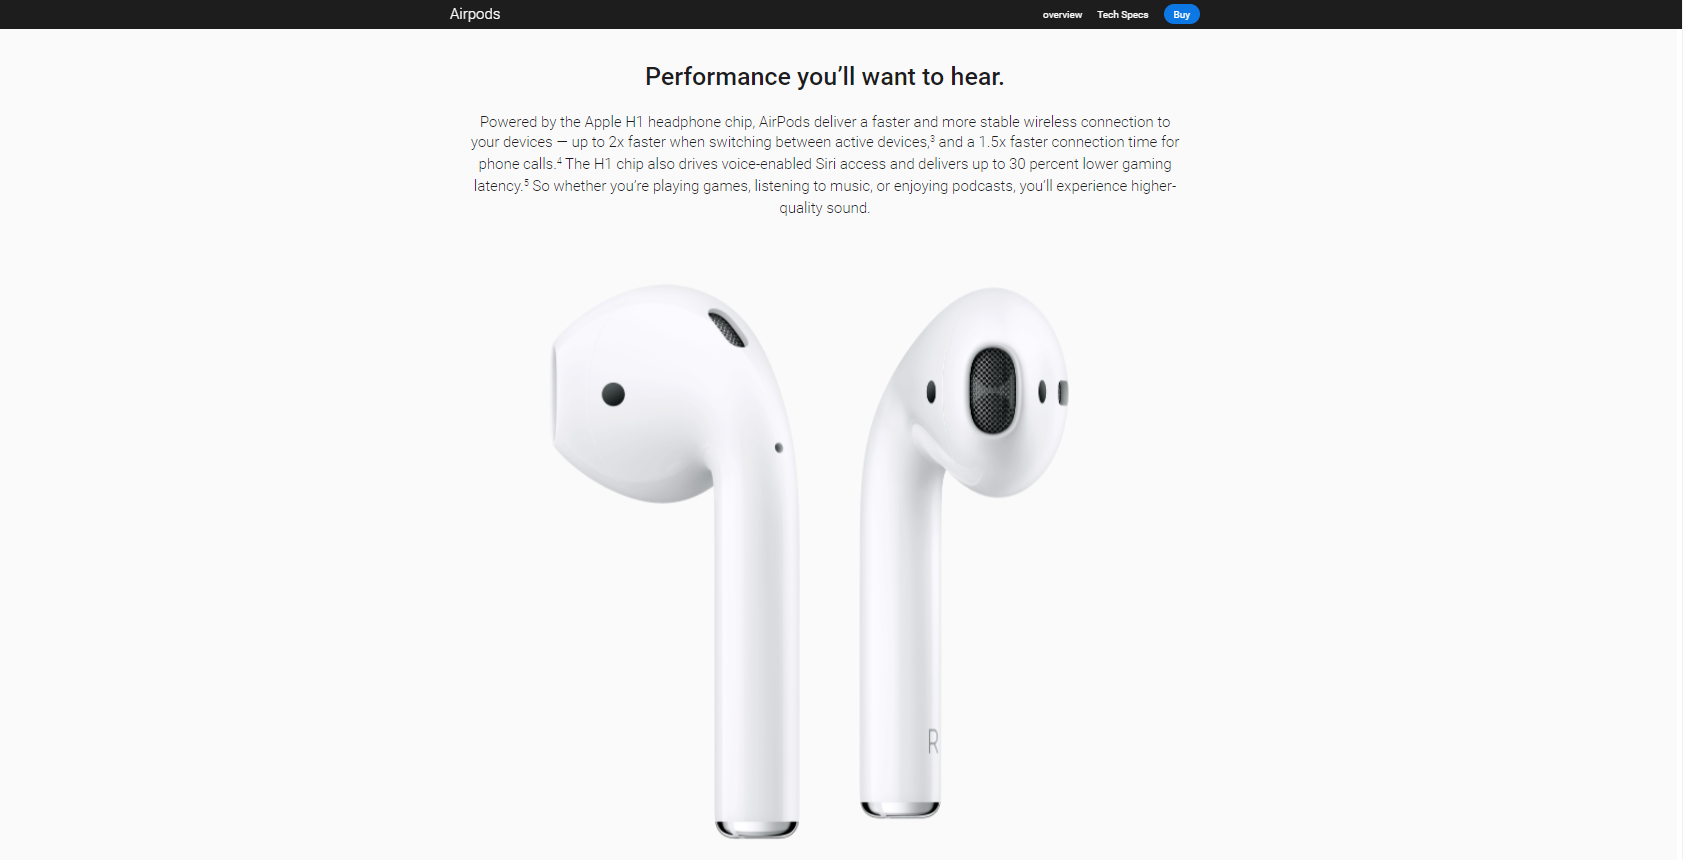 Airpods
overview Tech Specs Buy
Performance you’ll want to hear.
Powered by the Apple H1 headphone chip, AirPods deliver a faster and more stable wireless connection to
your devices — up to 2x faster when switching between active devices,³ and a 1.5x faster connection time for
phone calls.⁴ The H1 chip also drives voice-enabled Siri access and delivers up to 30 percent lower gaming
latency.⁵ So whether you’re playing games, listening to music, or enjoying podcasts, you’ll experience higher-
quality sound.
R